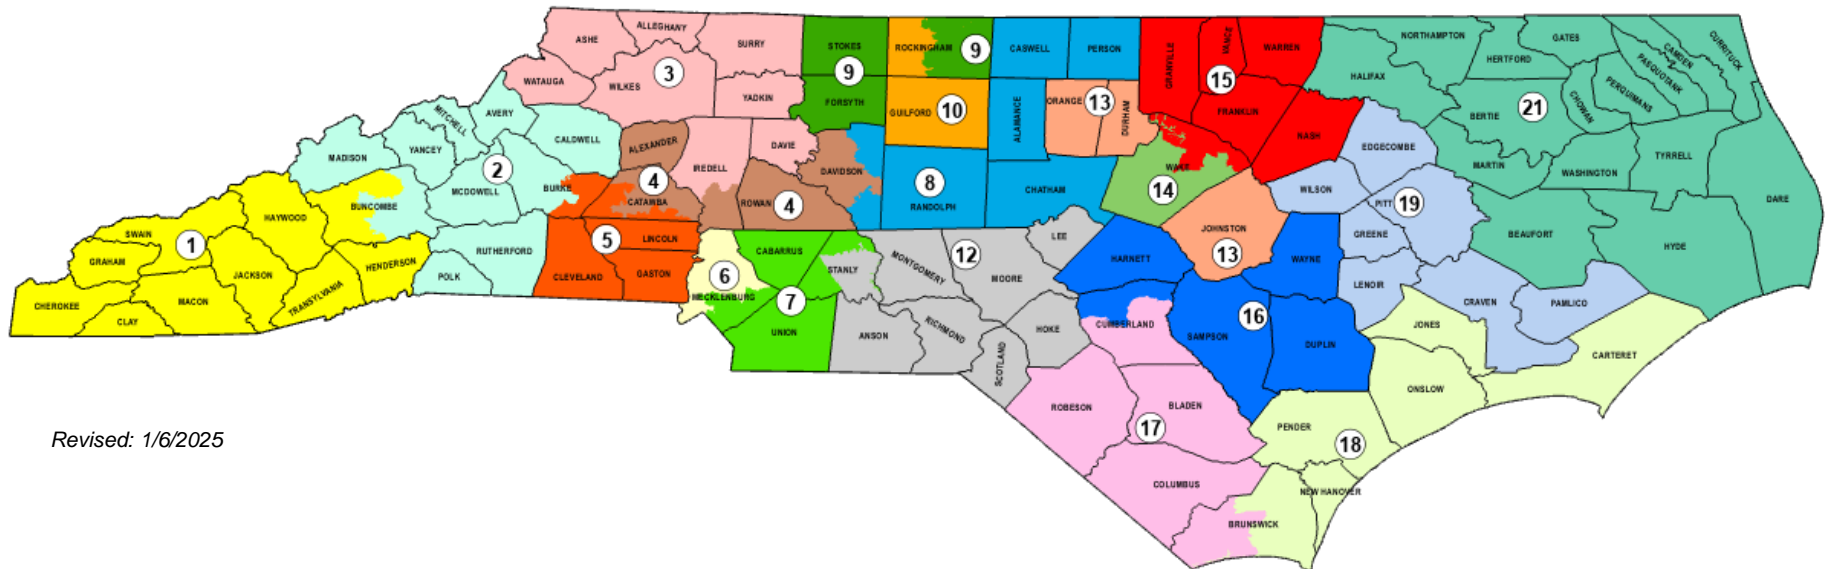 ASHE
ALLEGHANY
SURRY
WATAUGA
WILKES
3
YADKIN
STOKES
9
FORSYTH
ROCKINGHAM
9
GUILFORD
10
CASWELL
PERSON
ALAMANCE
ORANGE
13
DURHAM
GRANVILLE
VANCE
WARREN
15
FRANKLIN
NASH
NORTHAMPTON
HALIFAX
HERTFORD
GATES
CURRITUCK
CAMDEN
PASQUOTANK
PERQUIMANS
CHOWAN
21
BERTIE
MARTIN
WASHINGTON
TYRRELL
DARE
HYDE
BEAUFORT
MITCHELL
AVERY
YANCEY
MADISON
CALDWELL
2
MCDOWELL
BURKE
BUNCOMBE
RUTHERFORD
POLK
ALEXANDER
4
CATAWBA
IREDELL
DAVIE
DAVIDSON
ROWAN
4
8
RANDOLPH
CHATHAM
WAKE
14
EDGECOMBE
WILSON
PITT
19
GREENE
LENOIR
CRAVEN
PAMLICO
JOHNSTON
13
WAYNE
HARNETT
SWAIN
1
HAYWOOD
GRAHAM
JACKSON
HENDERSON
TRANSYLVANIA
CHEROKEE
MACON
CLAY
5
LINCOLN
CLEVELAND
GASTON
6
MECKLENBURG
CABARRUS
7
UNION
STANLY
MONTGOMERY
12
MOORE
LEE
ANSON
RICHMOND
SCOTLAND
HOKE
CUMBERLAND
SAMPSON
16
DUPLIN
JONES
CARTERET
ONSLOW
ROBESON
BLADEN
17
PENDER
18
COLUMBUS
NEW HANOVER
BRUNSWICK
Revised: 1/6/2025